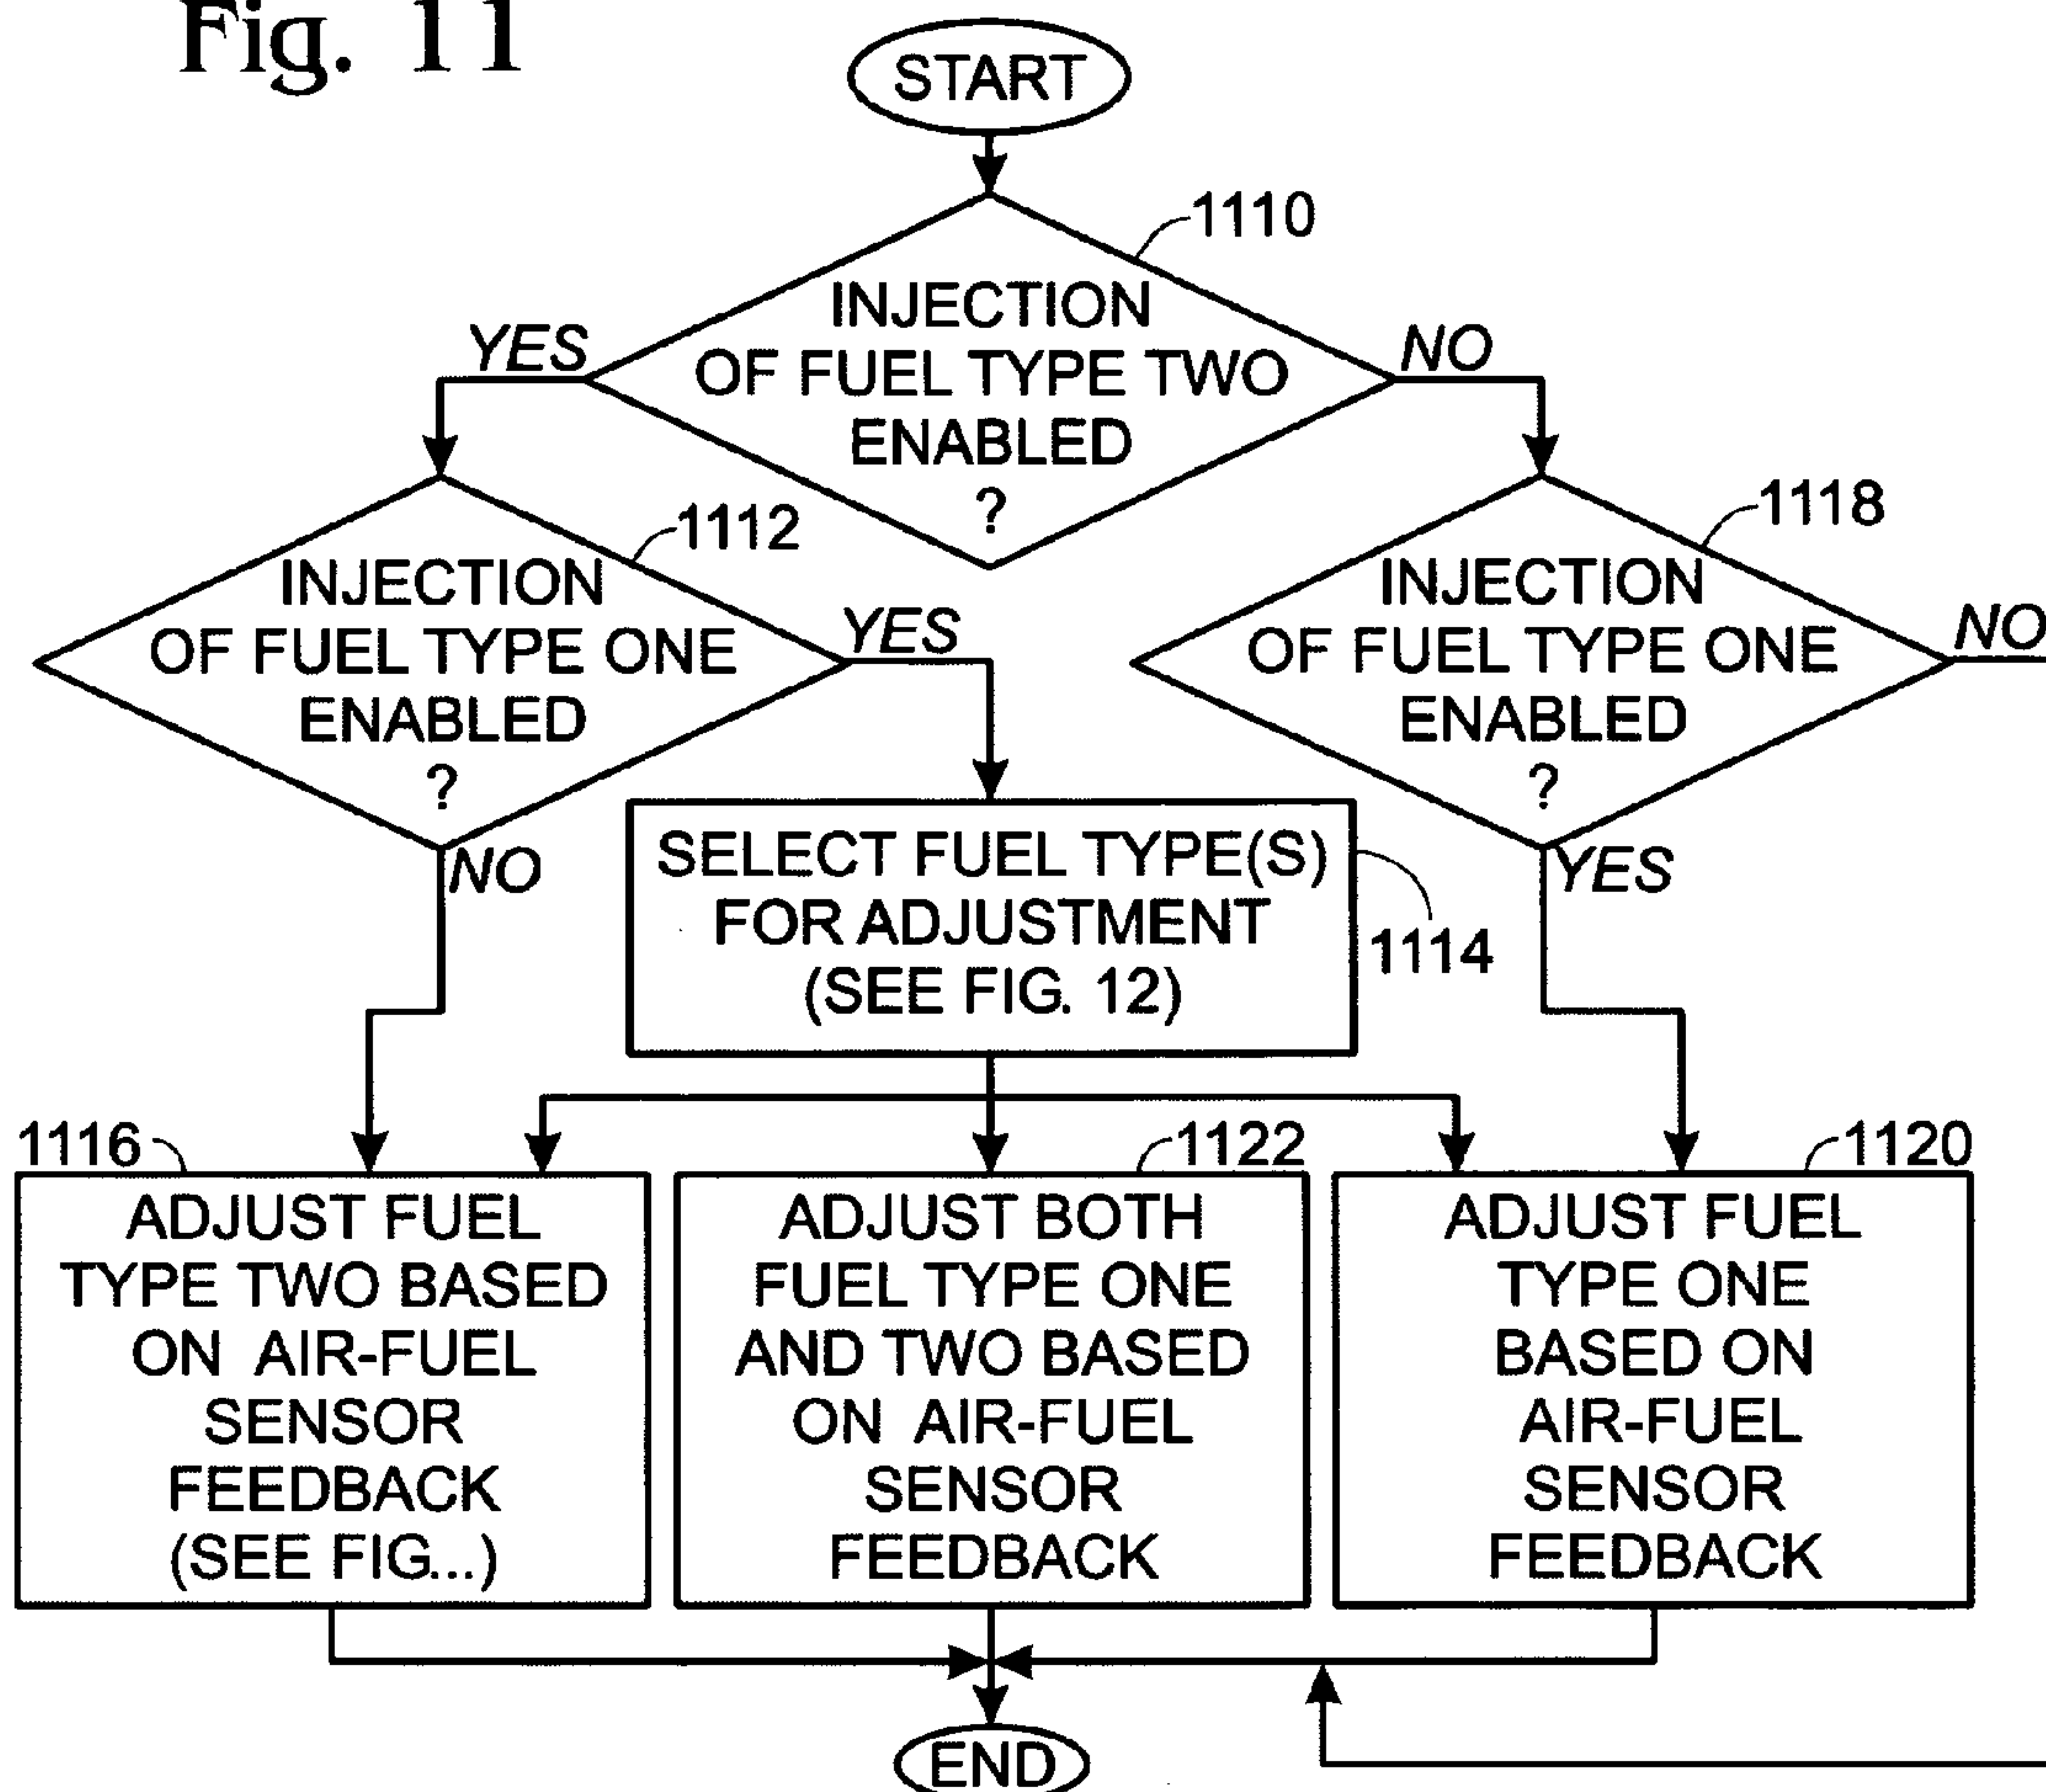 Fig. 11
START
1110
INJECTION
OF FUEL TYPE TWO
ENABLED
?
YES
NO
1112
INJECTION
OF FUEL TYPE ONE
ENABLED
?
YES
NO
1118
INJECTION
OF FUEL TYPE ONE
ENABLED
?
NO
YES
SELECT FUEL TYPE(S)
FOR ADJUSTMENT
(SEE FIG. 12)
1114
1116
ADJUST FUEL
TYPE TWO BASED
ON AIR-FUEL
SENSOR
FEEDBACK
(SEE FIG...)
1122
ADJUST BOTH
FUEL TYPE ONE
AND TWO BASED
ON AIR-FUEL
SENSOR
FEEDBACK
1120
ADJUST FUEL
TYPE ONE
BASED ON
AIR-FUEL
SENSOR
FEEDBACK
END